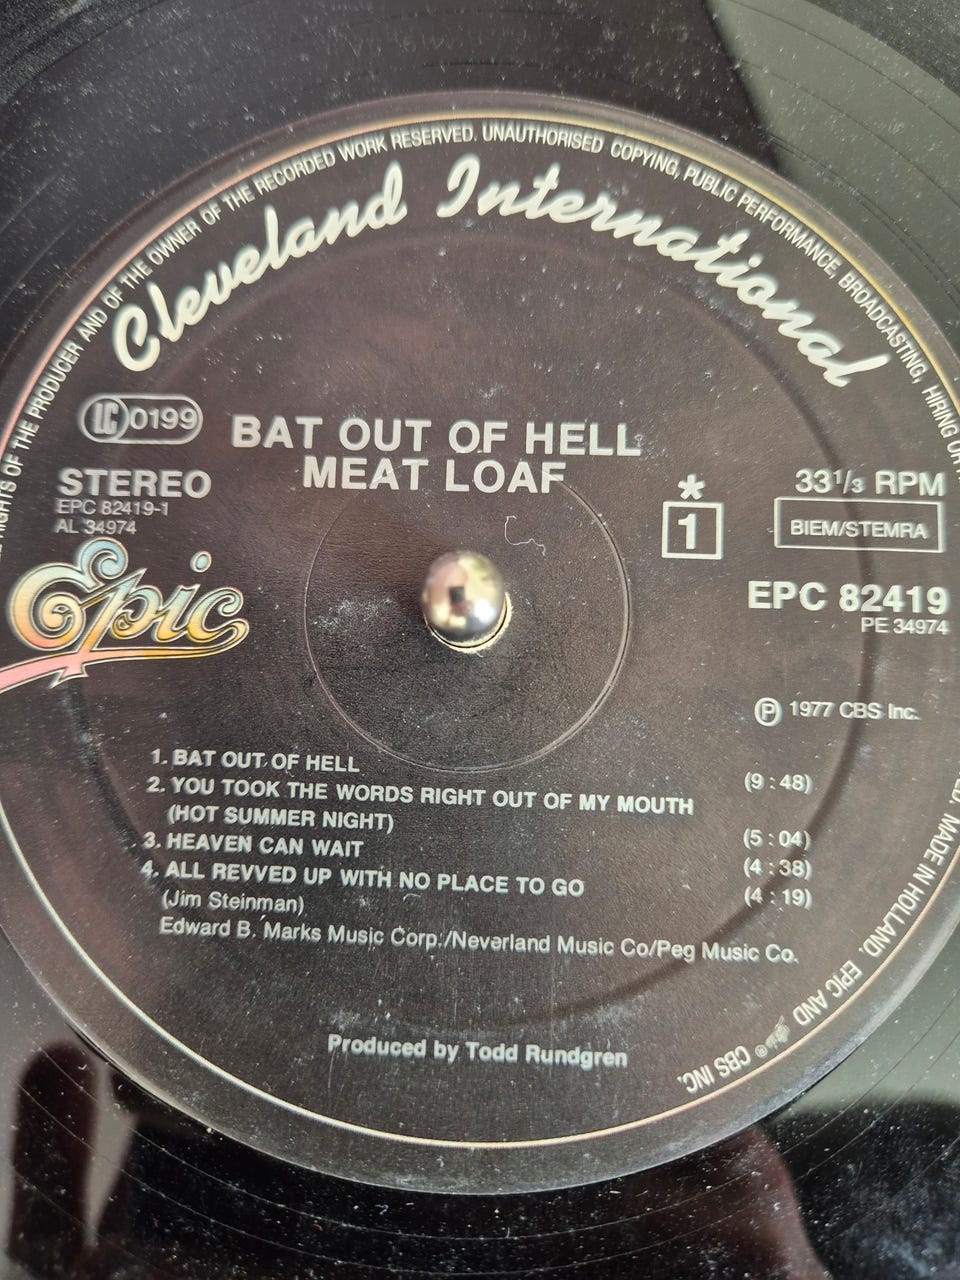 RIGHTS OF THE PRODUCER AND OF THE OWNER OF THE RECORDED WORK RESERVED. UNAUTHORISED COPYING, PUBLIC PERFORMANCE, BROADCASTING, HIRING OR
Cleveland International
LC 0199
BAT OUT OF HELL
MEAT LOAF
STEREO
EPC 82419-1
AL 34974
Epic
*
1
33 1/3 RPM
BIEM/STEMRA
EPC 82419
PE 34974
Ⓟ 1977 CBS Inc.
1. BAT OUT OF HELL (9 : 48)
2. YOU TOOK THE WORDS RIGHT OUT OF MY MOUTH
(HOT SUMMER NIGHT) (5 : 04)
3. HEAVEN CAN WAIT (4 : 38)
4. ALL REVVED UP WITH NO PLACE TO GO (4 : 19)
(Jim Steinman)
Edward B. Marks Music Corp./Neverland Music Co/Peg Music Co.
Produced by Todd Rundgren
MADE IN HOLLAND. EPIC AND ® CBS INC.